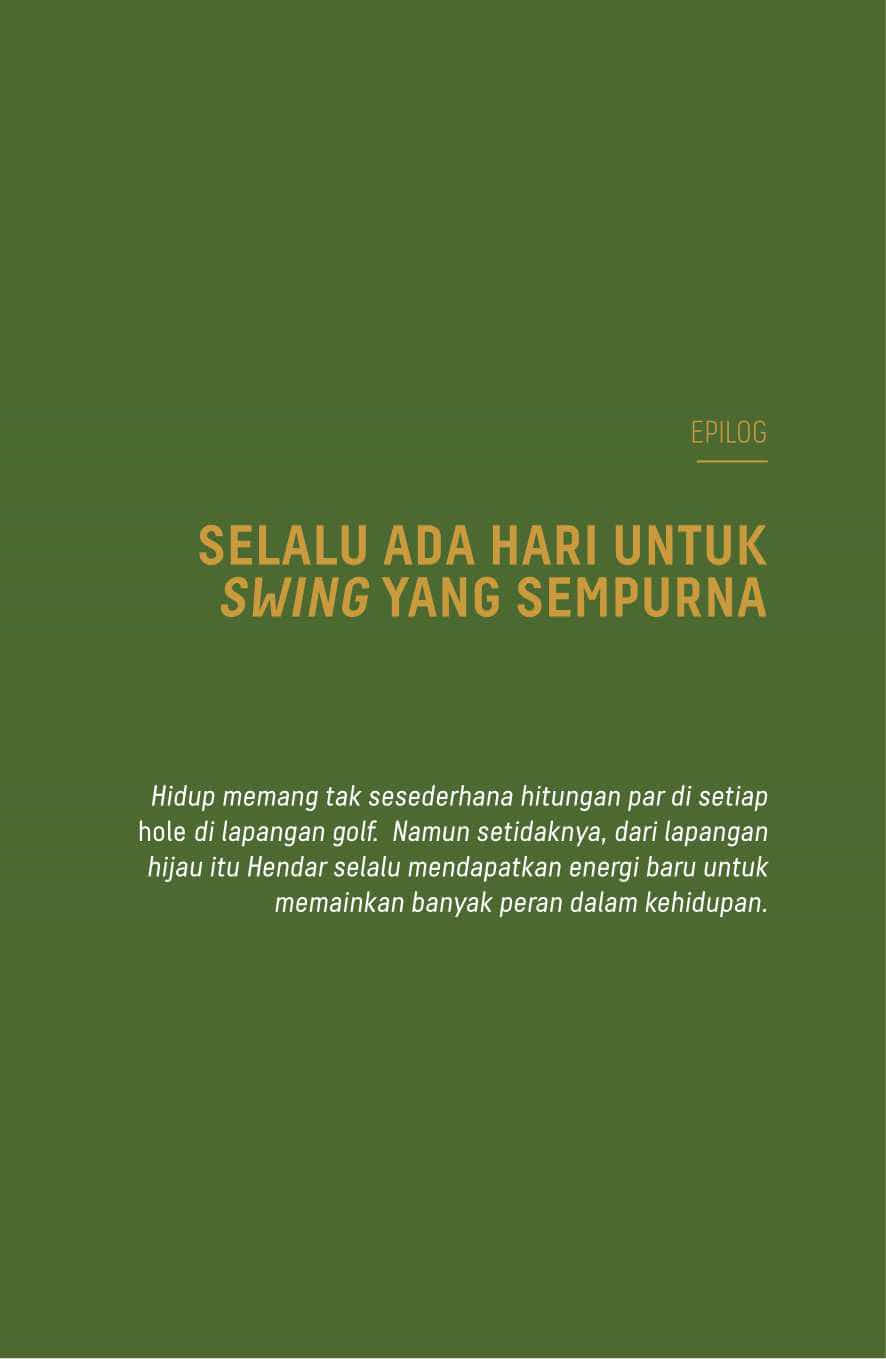 EPILOG
SELALU ADA HARI UNTUK
SWING YANG SEMPURNA
Hidup memang tak sesederhana hitungan par di setiap
hole di lapangan golf.  Namun setidaknya, dari lapangan
hijau itu Hendar selalu mendapatkan energi baru untuk
memainkan banyak peran dalam kehidupan.